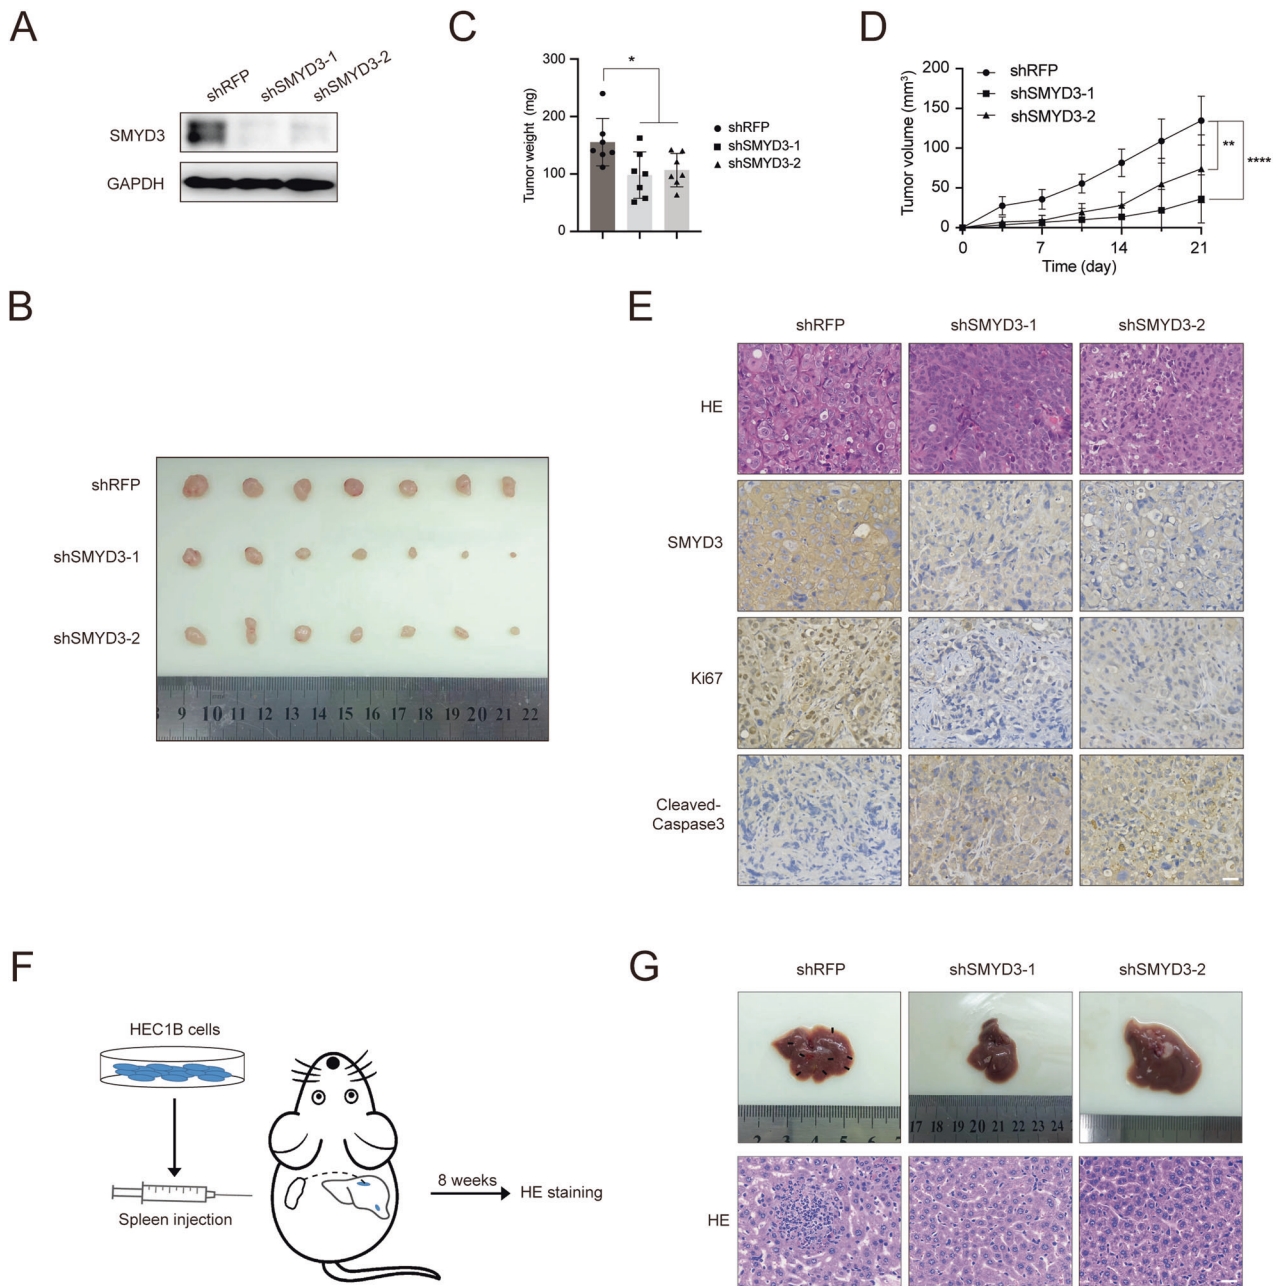 A
shRFP
shSMYD3-1
shSMYD3-2
SMYD3
GAPDH
C
300
200
100
0
Tumor weight (mg)
*
shRFP
shSMYD3-1
shSMYD3-2
D
200
150
100
50
0
Tumor volume (mm³)
shRFP
shSMYD3-1
shSMYD3-2
**
****
0 7 14 21
Time (day)
B
shRFP
shSMYD3-1
shSMYD3-2
9 10 11 12 13 14 15 16 17 18 19 20 21 22
E
shRFP shSMYD3-1 shSMYD3-2
HE
SMYD3
Ki67
Cleaved-
Caspase3
F
HEC1B cells
Spleen injection
8 weeks
HE staining
G
shRFP shSMYD3-1 shSMYD3-2
2 3 4 5 6
17 18 19 20 21 22 23 24
HE